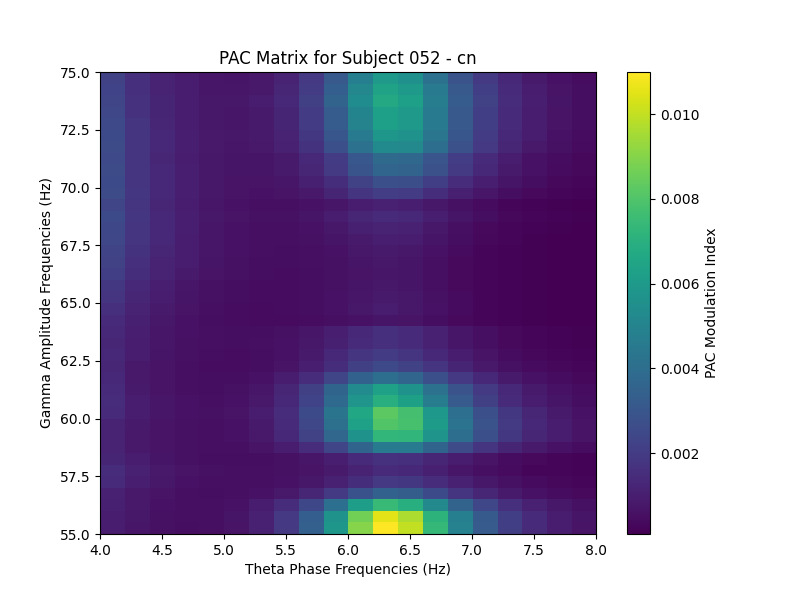 PAC Matrix for Subject 052 - cn
75.0
72.5
70.0
67.5
65.0
62.5
60.0
57.5
55.0
Gamma Amplitude Frequencies (Hz)
4.0 4.5 5.0 5.5 6.0 6.5 7.0 7.5 8.0
Theta Phase Frequencies (Hz)
0.010
0.008
0.006
0.004
0.002
PAC Modulation Index